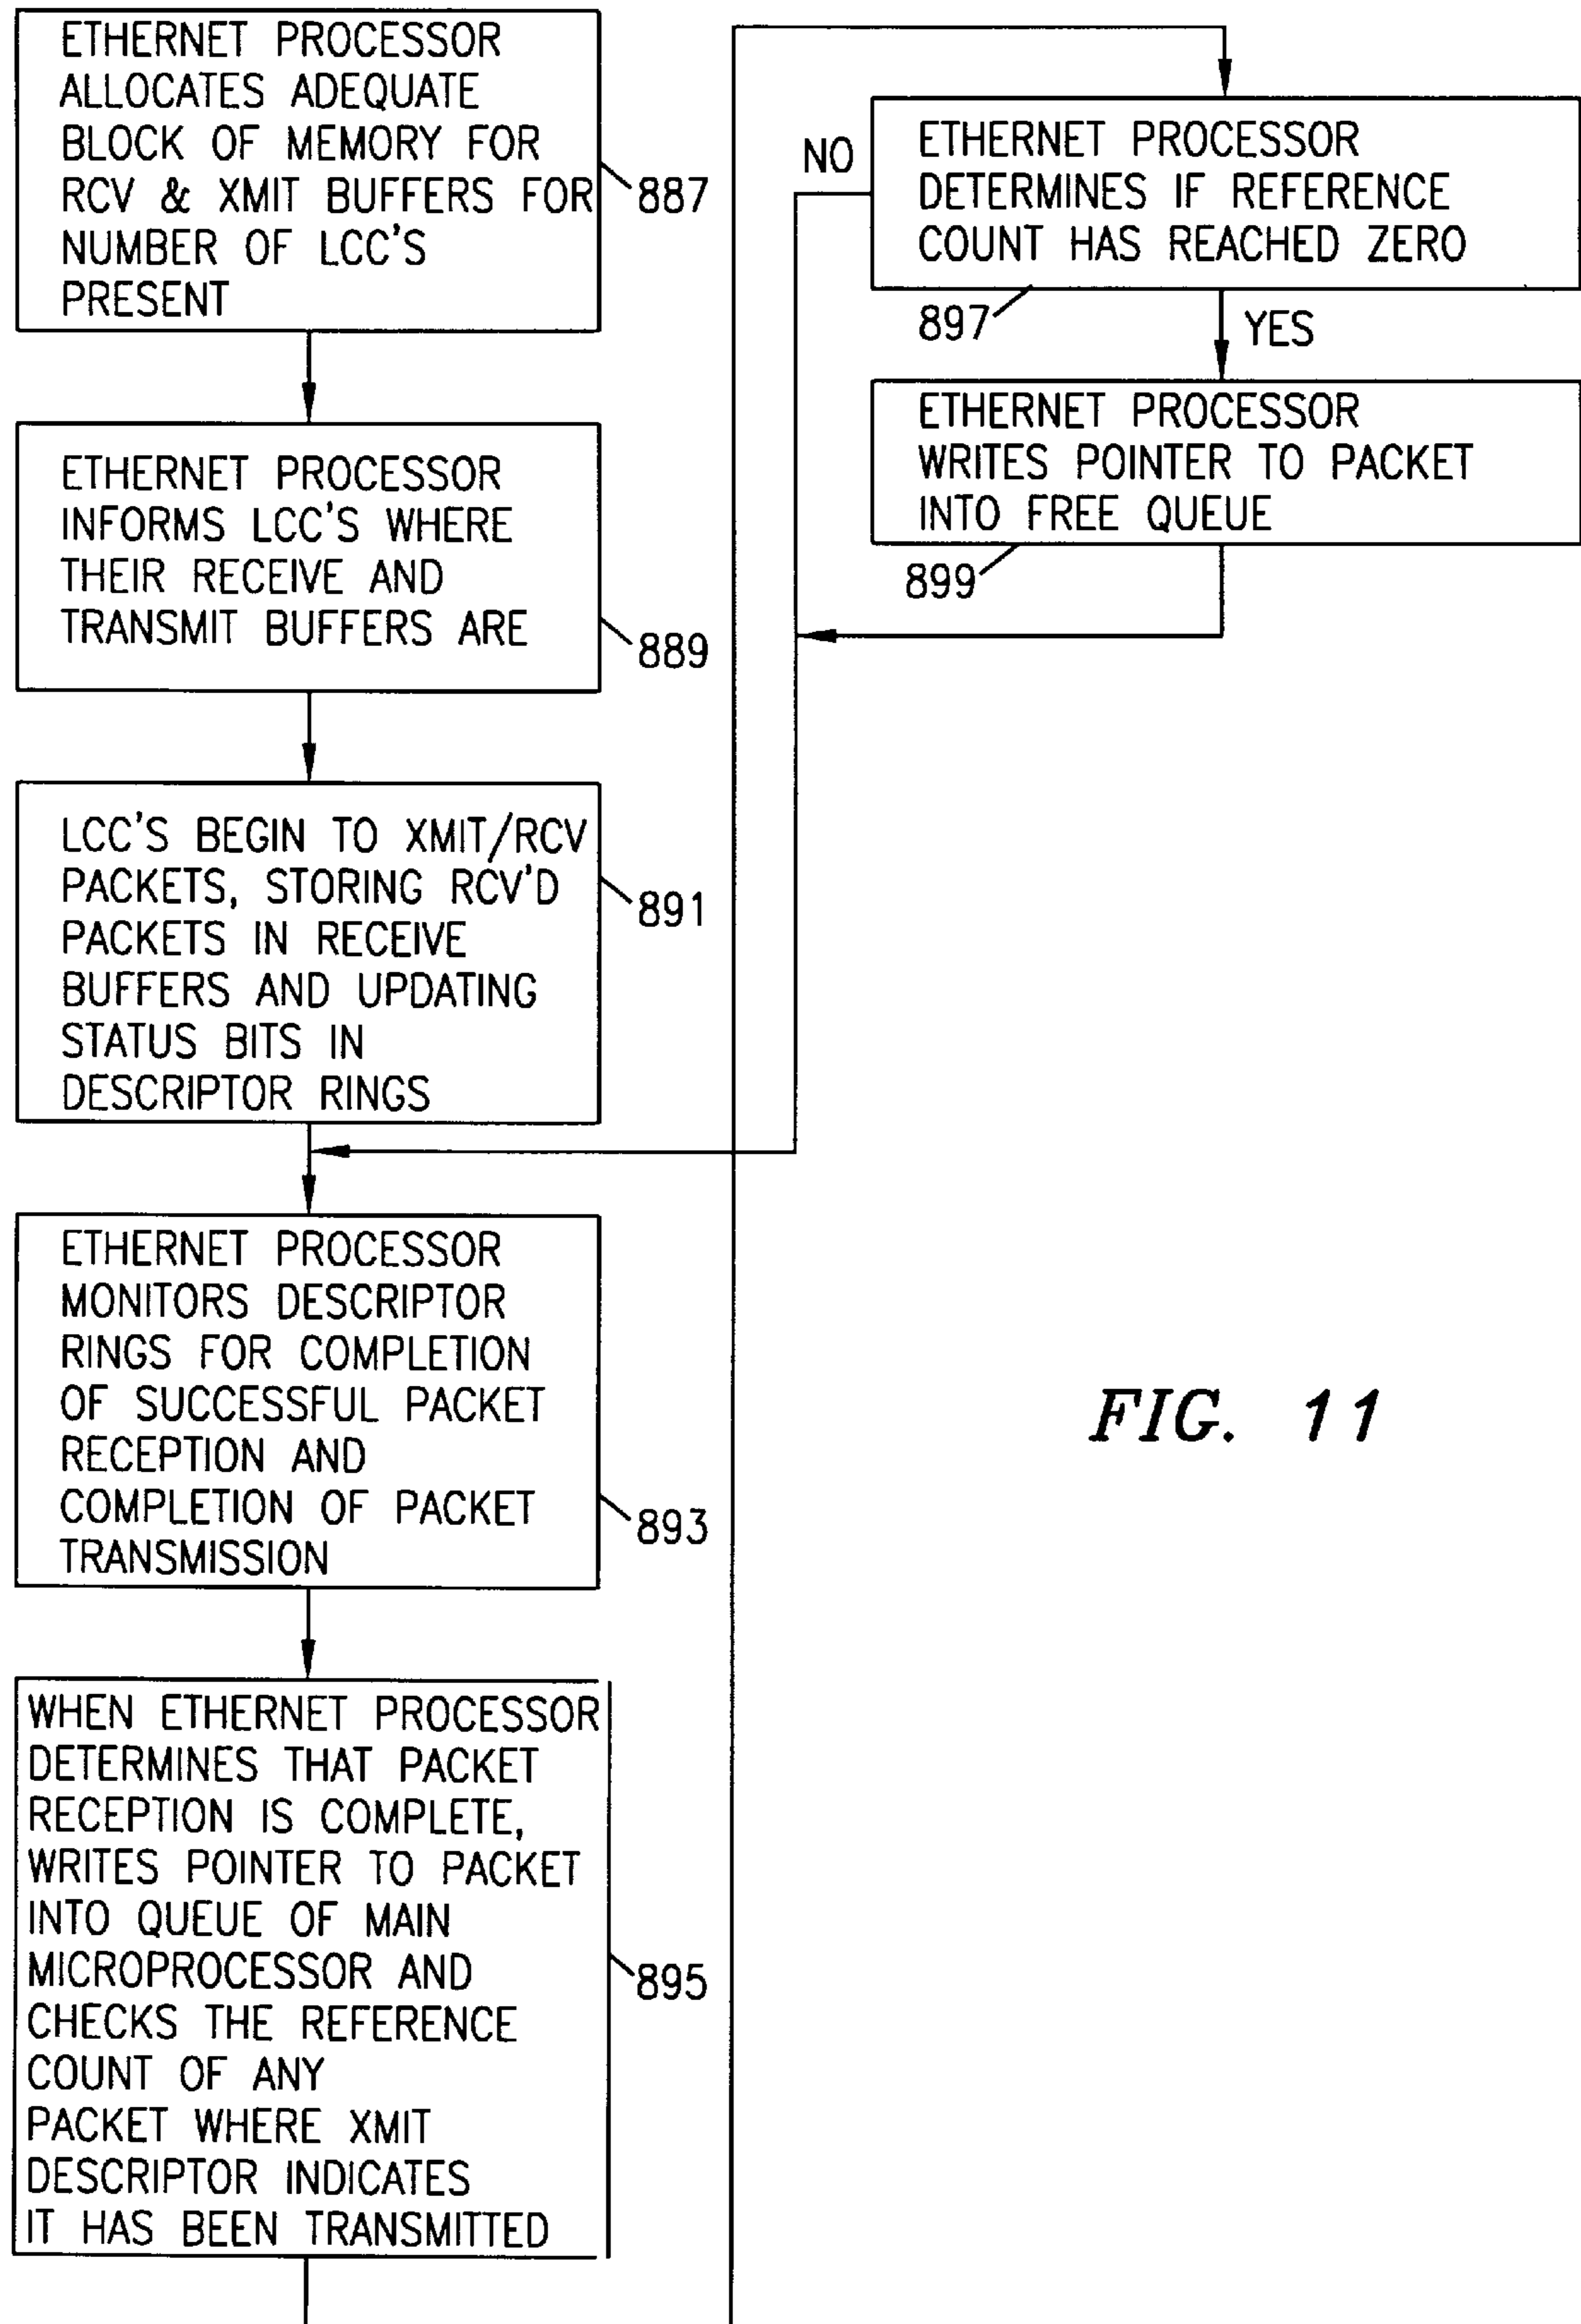 ETHERNET PROCESSOR
ALLOCATES ADEQUATE
BLOCK OF MEMORY FOR
RCV & XMIT BUFFERS FOR
NUMBER OF LCC'S
PRESENT
887
ETHERNET PROCESSOR
INFORMS LCC'S WHERE
THEIR RECEIVE AND
TRANSMIT BUFFERS ARE
889
LCC'S BEGIN TO XMIT/RCV
PACKETS, STORING RCV'D
PACKETS IN RECEIVE
BUFFERS AND UPDATING
STATUS BITS IN
DESCRIPTOR RINGS
891
ETHERNET PROCESSOR
MONITORS DESCRIPTOR
RINGS FOR COMPLETION
OF SUCCESSFUL PACKET
RECEPTION AND
COMPLETION OF PACKET
TRANSMISSION
893
WHEN ETHERNET PROCESSOR
DETERMINES THAT PACKET
RECEPTION IS COMPLETE,
WRITES POINTER TO PACKET
INTO QUEUE OF MAIN
MICROPROCESSOR AND
CHECKS THE REFERENCE
COUNT OF ANY
PACKET WHERE XMIT
DESCRIPTOR INDICATES
IT HAS BEEN TRANSMITTED
895
NO
ETHERNET PROCESSOR
DETERMINES IF REFERENCE
COUNT HAS REACHED ZERO
897
YES
ETHERNET PROCESSOR
WRITES POINTER TO PACKET
INTO FREE QUEUE
899
FIG. 11